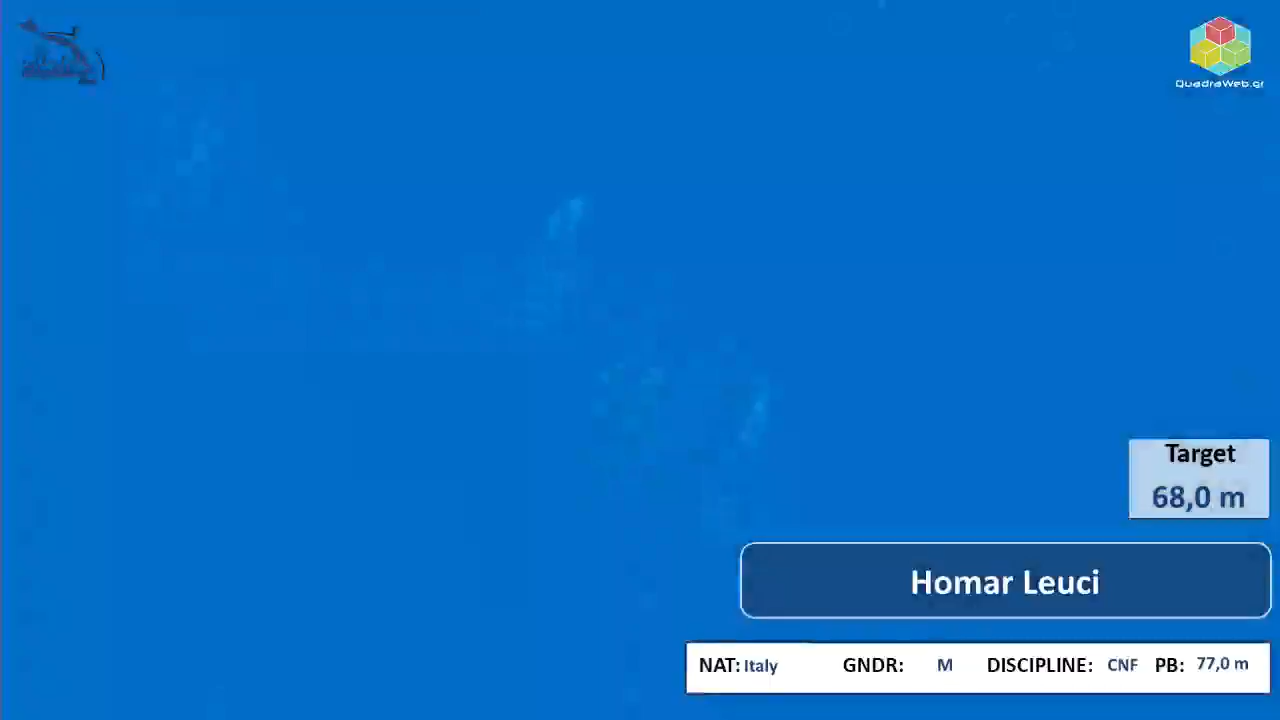 QuadraWeb.gr
Target
68,0 m
Homar Leuci
NAT: Italy GNDR: M DISCIPLINE: CNF PB: 77,0 m